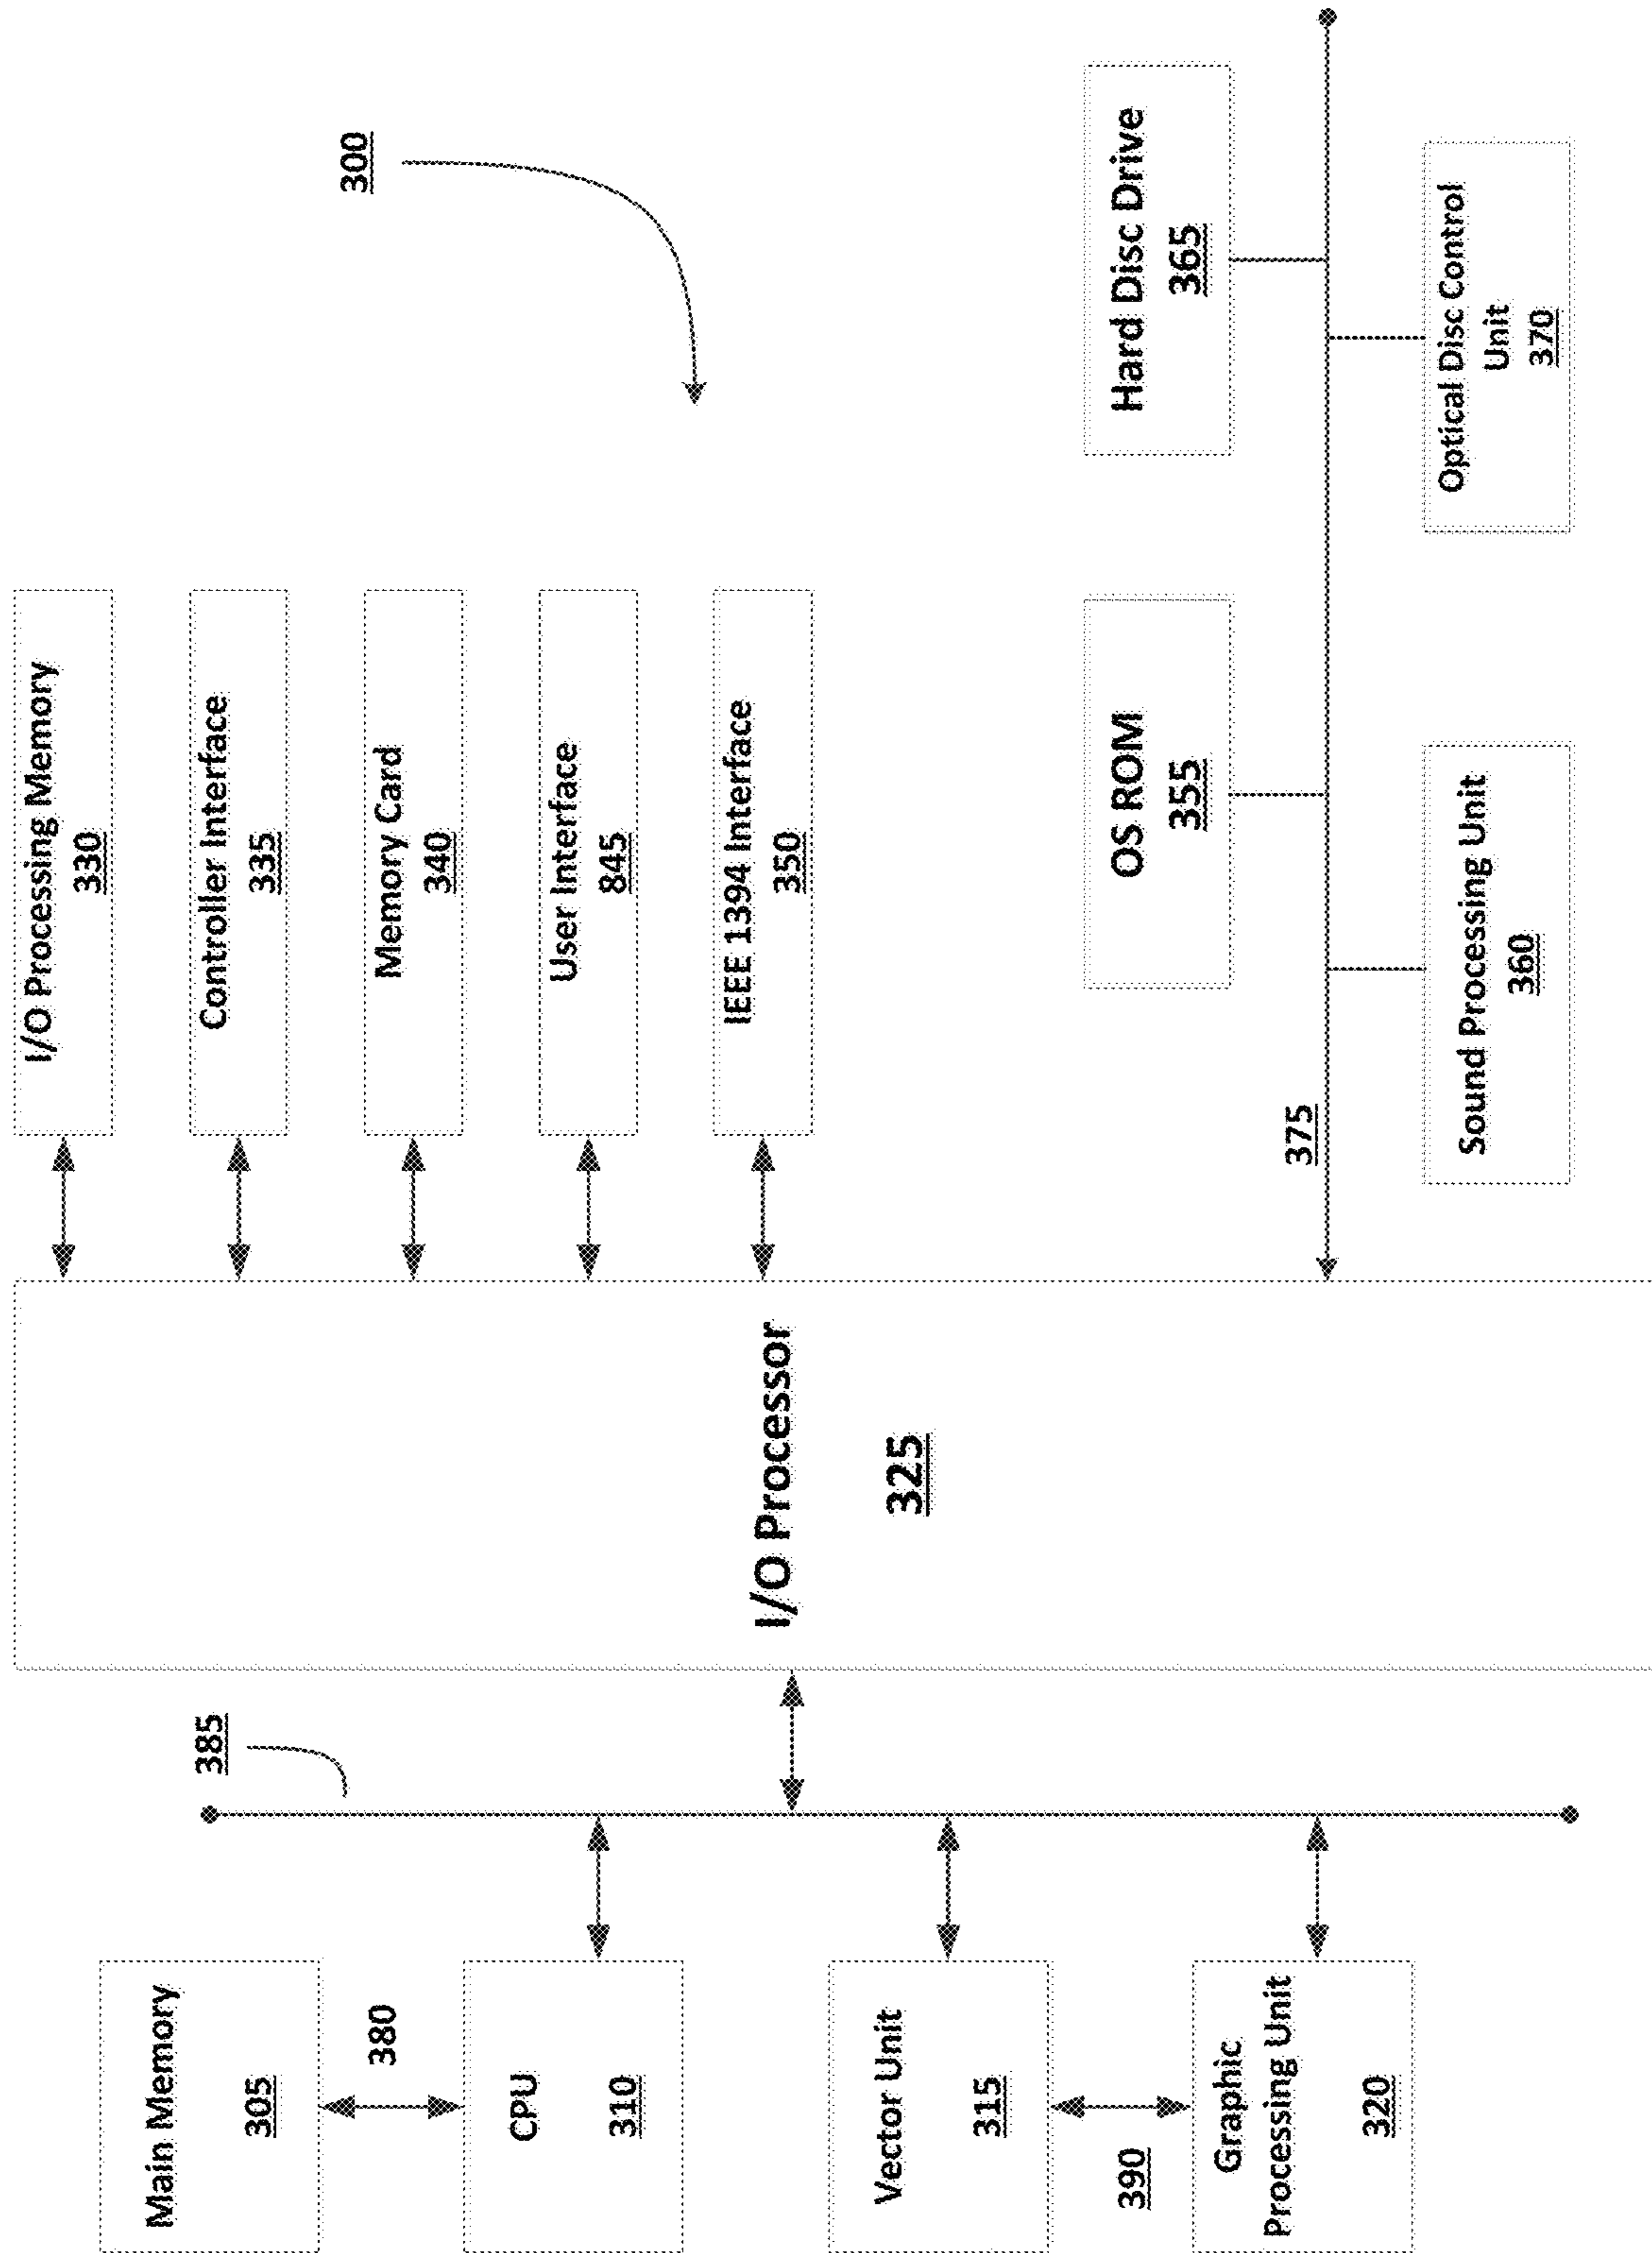 300
I/O Processing Memory
330
Controller Interface
335
Memory Card
340
User Interface
845
IEEE 1394 Interface
350
Hard Disc Drive
365
OS ROM
355
Optical Disc Control
Unit
370
Sound Processing Unit
360
375
I/O Processor
325
385
Main Memory
305
380
CPU
310
Vector Unit
315
390
Graphic
Processing Unit
320